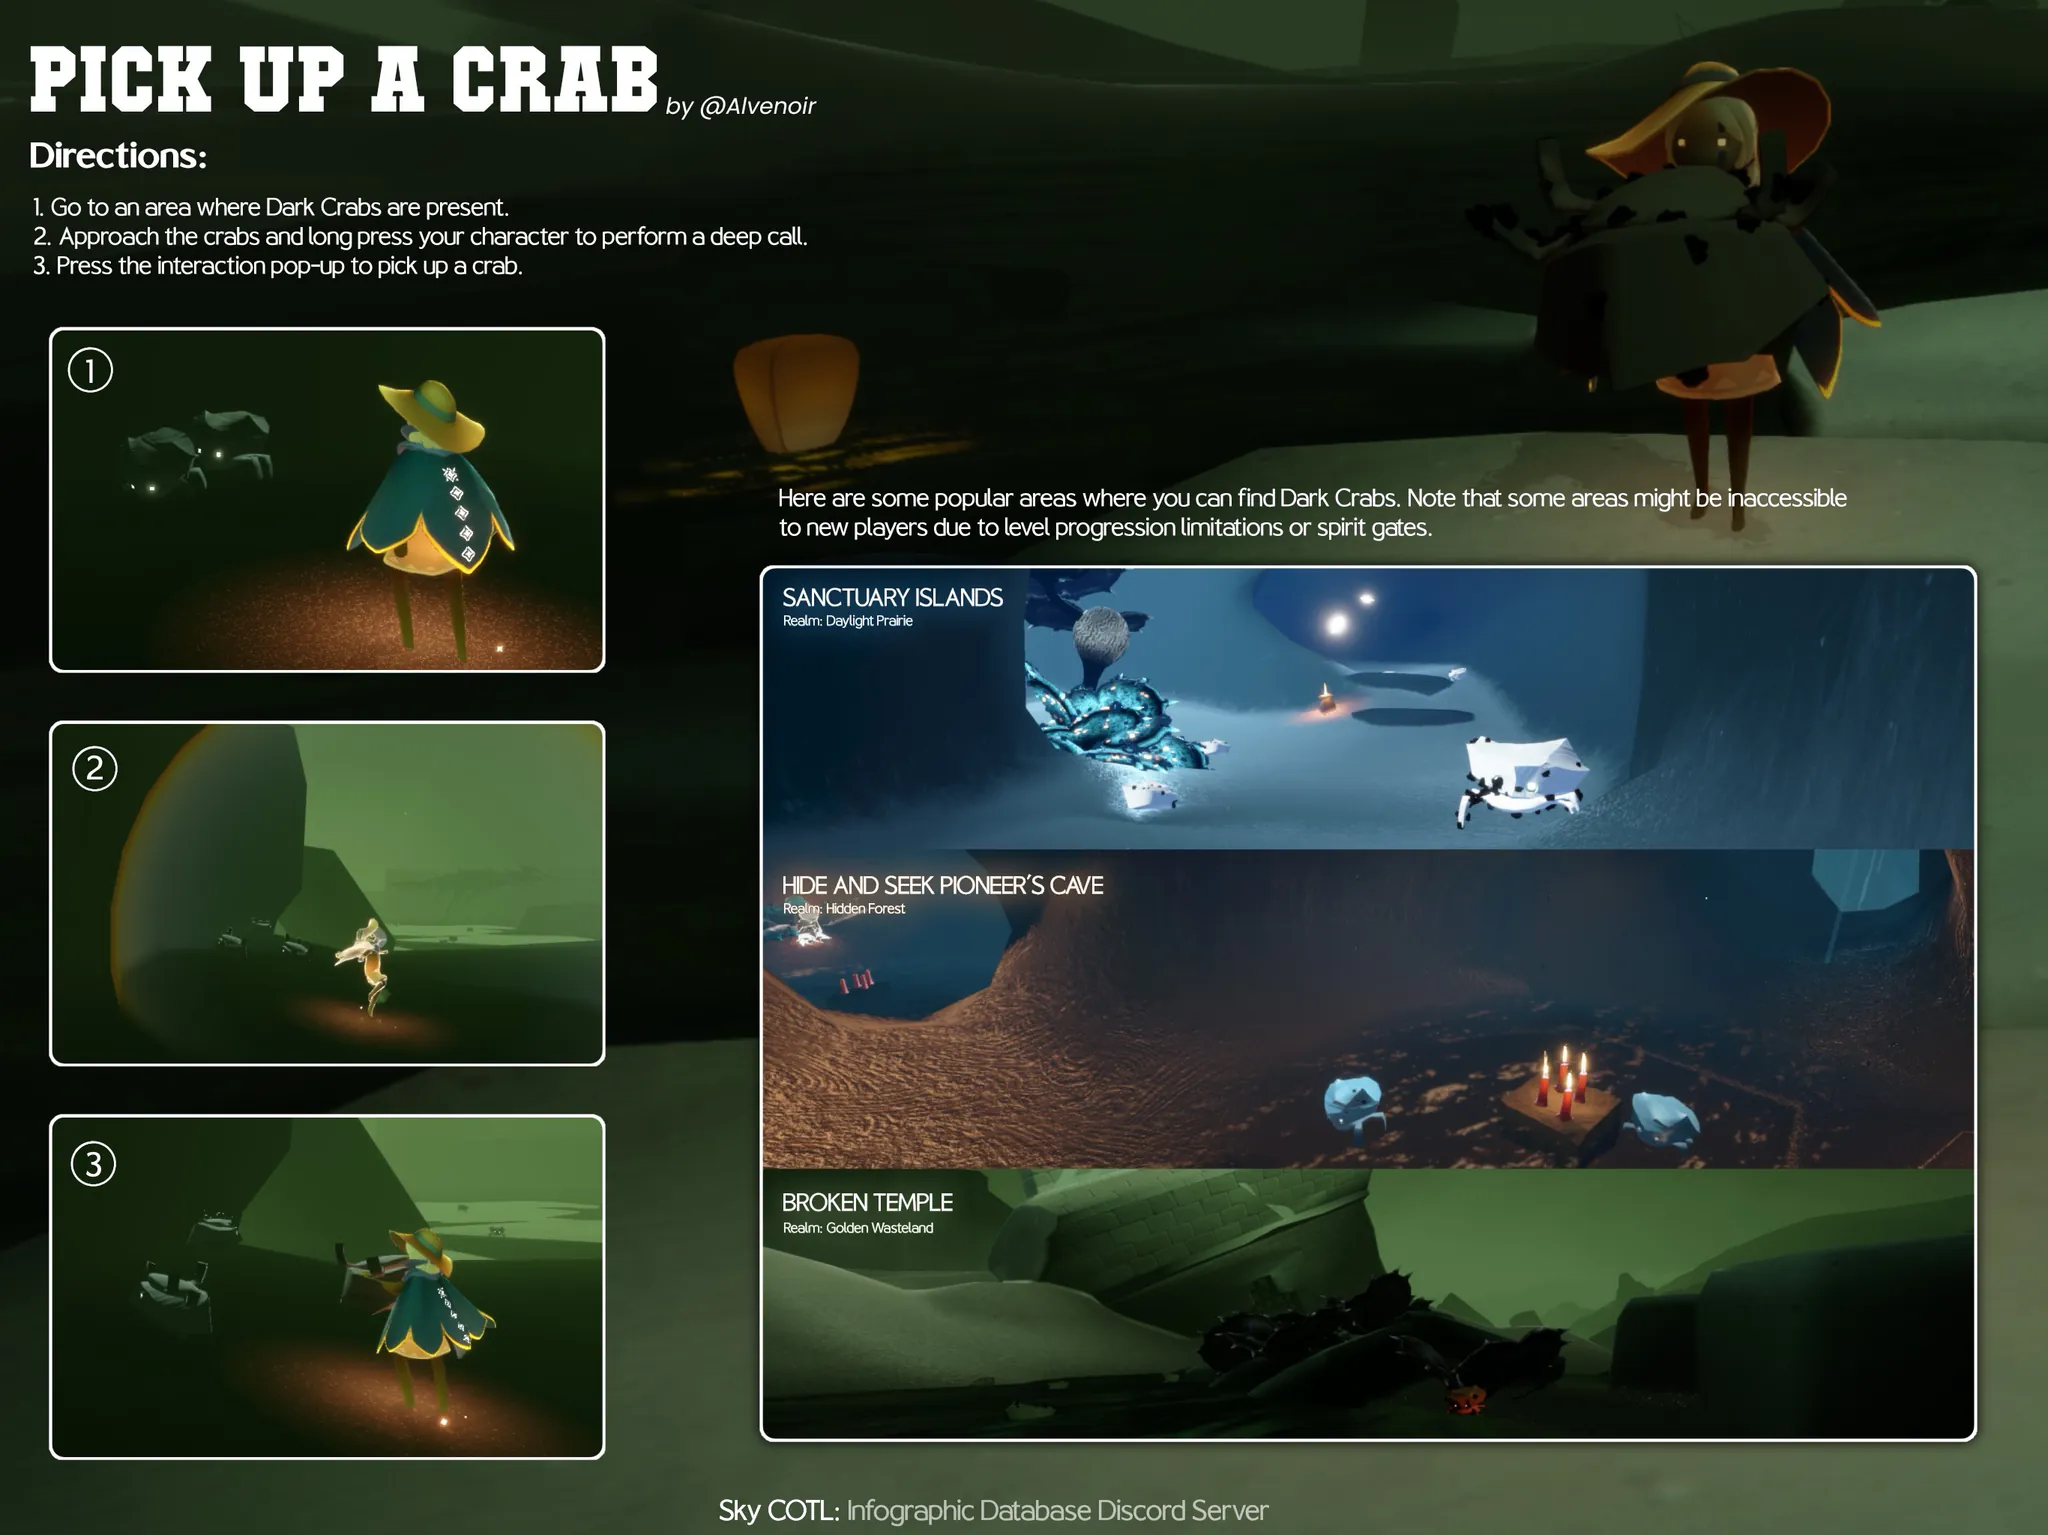 PICK UP A CRAB by @Alvenoir
Directions:
1. Go to an area where Dark Crabs are present.
2. Approach the crabs and long press your character to perform a deep call.
3. Press the interaction pop-up to pick up a crab.
1
2
3
Here are some popular areas where you can find Dark Crabs. Note that some areas might be inaccessible
to new players due to level progression limitations or spirit gates.
SANCTUARY ISLANDS
Realm: Daylight Prairie
HIDE AND SEEK PIONEER'S CAVE
Realm: Hidden Forest
BROKEN TEMPLE
Realm: Golden Wasteland
Sky COTL: Infographic Database Discord Server